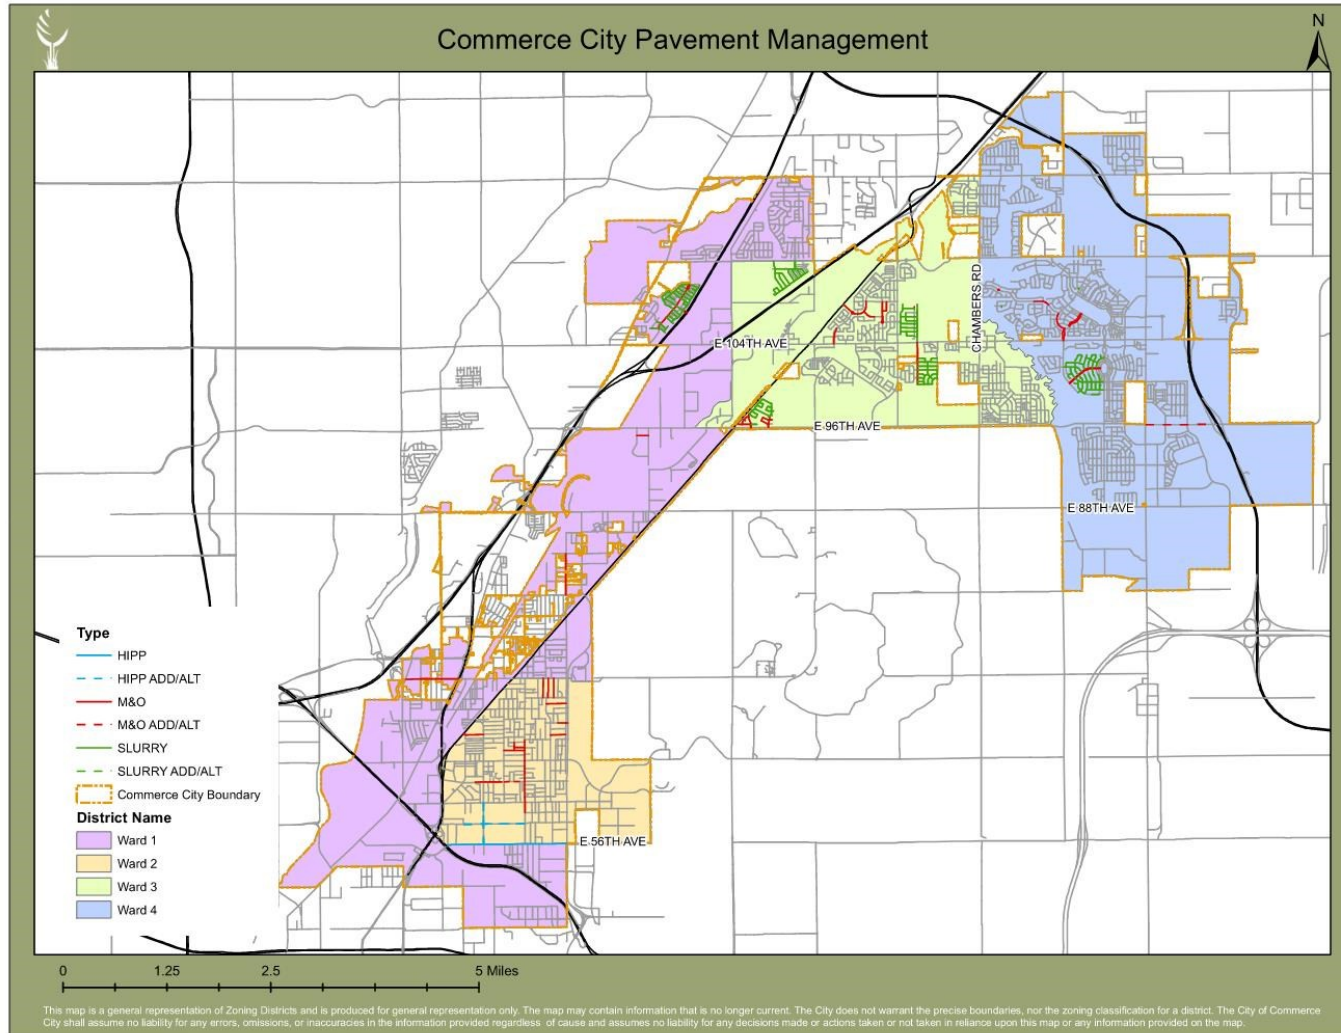 Commerce City Pavement Management
N
E 104TH AVE
CHAMBERS RD
E 96TH AVE
E 88TH AVE
E 56TH AVE
Type
HIPP
HIPP ADD/ALT
M&O
M&O ADD/ALT
SLURRY
SLURRY ADD/ALT
Commerce City Boundary
District Name
Ward 1
Ward 2
Ward 3
Ward 4
0 1.25 2.5 5 Miles
This map is a general representation of Zoning Districts and is produced for general representation only. The map may contain information that is no longer current. The City does not warrant the precise boundaries, nor the zoning classification for a district. The City of Commerce
City shall assume no liability for any errors, omissions, or inaccuracies in the information provided regardless of cause and assumes no liability for any decisions made or actions taken or not taken in reliance upon this map or any information provided on the map.